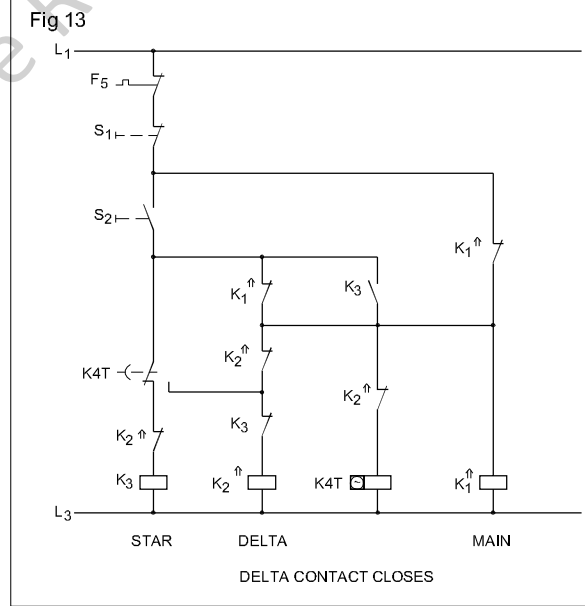 Fig 13
L1
F5
S1
S2
K1
K1
K3
K2
K4T
K2
K3
K2
K3
K2
K4T
K1
L3
STAR DELTA MAIN
DELTA CONTACT CLOSES